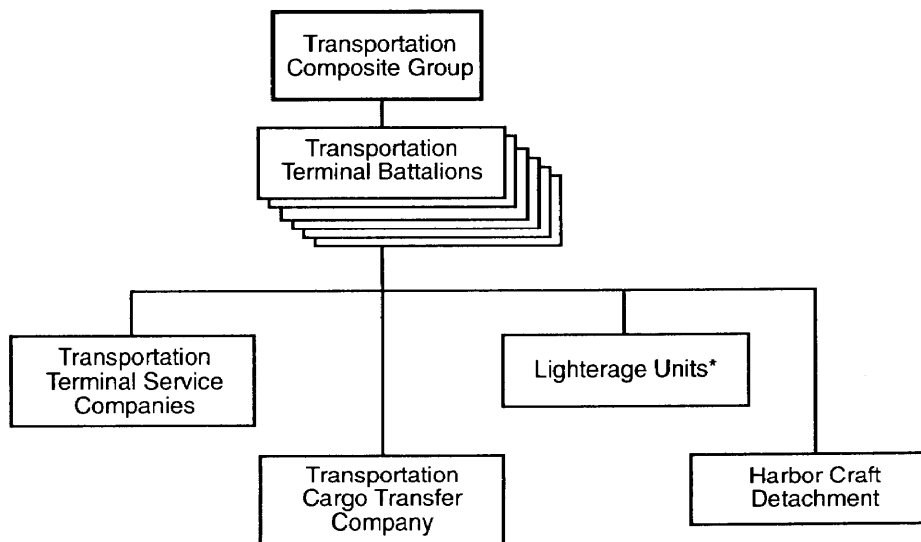 Transportation
Composite Group
Transportation
Terminal Battalions
Transportation
Terminal Service
Companies
Lighterage Units*
Transportation
Cargo Transfer
Company
Harbor Craft
Detachment